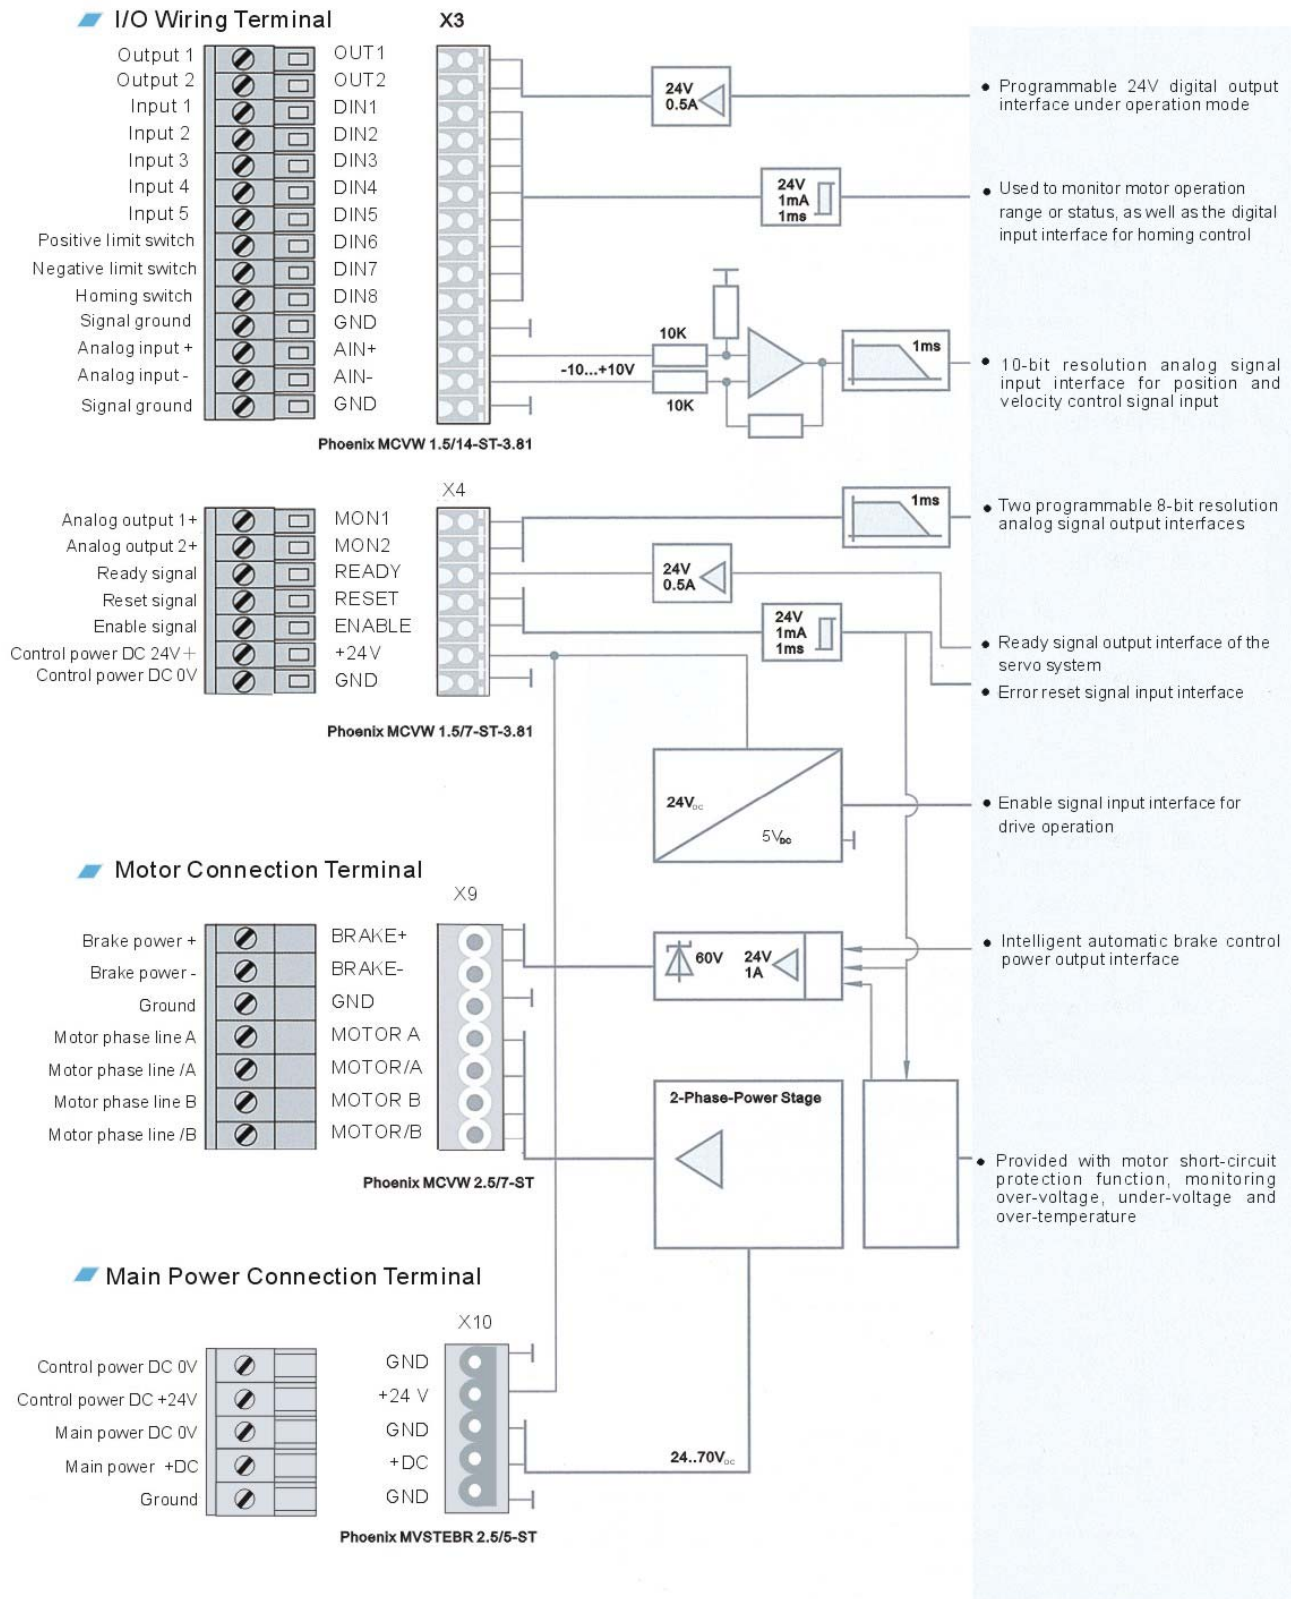 I/O Wiring Terminal
X3
Output 1 OUT1
Output 2 OUT2
Input 1 DIN1
Input 2 DIN2
Input 3 DIN3
Input 4 DIN4
Input 5 DIN5
Positive limit switch DIN6
Negative limit switch DIN7
Homing switch DIN8
Signal ground GND
Analog input + AIN+
Analog input - AIN-
Signal ground GND
24V
0.5A
24V
1mA
1ms
10K
-10...+10V
10K
1ms
Phoenix MCVW 1.5/14-ST-3.81
• Programmable 24V digital output
interface under operation mode
• Used to monitor motor operation
range or status, as well as the digital
input interface for homing control
• 10-bit resolution analog signal
input interface for position and
velocity control signal input
X4
Analog output 1+ MON1
Analog output 2+ MON2
Ready signal READY
Reset signal RESET
Enable signal ENABLE
Control power DC 24V+ +24V
Control power DC 0V GND
1ms
24V
0.5A
24V
1mA
1ms
Phoenix MCVW 1.5/7-ST-3.81
24VDC
5VDC
• Two programmable 8-bit resolution
analog signal output interfaces
• Ready signal output interface of the
servo system
• Error reset signal input interface
• Enable signal input interface for
drive operation
Motor Connection Terminal
X9
Brake power + BRAKE+
Brake power - BRAKE-
Ground GND
Motor phase line A MOTOR A
Motor phase line /A MOTOR/A
Motor phase line B MOTOR B
Motor phase line /B MOTOR/B
60V
24V
1A
2-Phase-Power Stage
Phoenix MCVW 2.5/7-ST
• Intelligent automatic brake control
power output interface
• Provided with motor short-circuit
protection function, monitoring
over-voltage, under-voltage and
over-temperature
Main Power Connection Terminal
X10
Control power DC 0V GND
Control power DC +24V +24 V
Main power DC 0V GND
Main power +DC +DC
Ground GND
24..70VDC
Phoenix MVSTEBR 2.5/5-ST